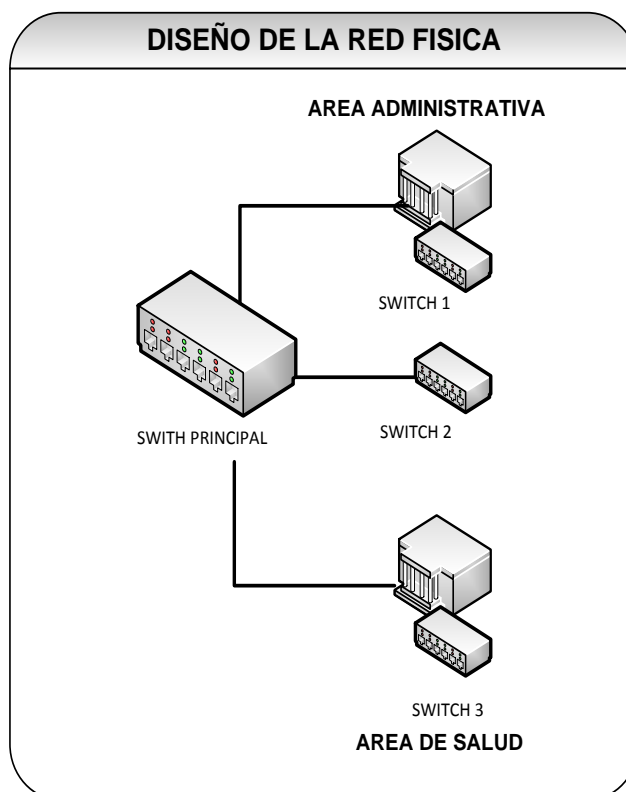 DISEÑO DE LA RED FISICA
AREA ADMINISTRATIVA
SWITCH 1
SWITH PRINCIPAL
SWITCH 2
SWITCH 3
AREA DE SALUD